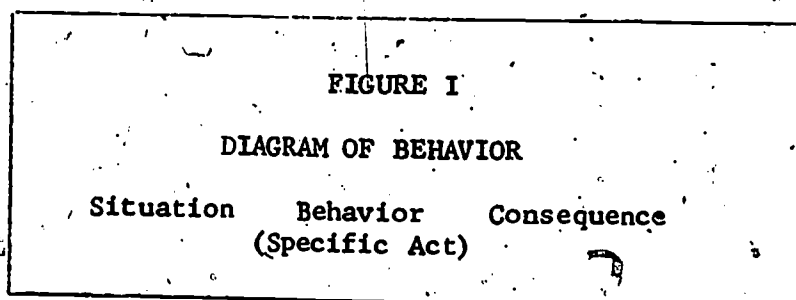 FIGURE I
DIAGRAM OF BEHAVIOR
Situation Behavior Consequence
(Specific Act)